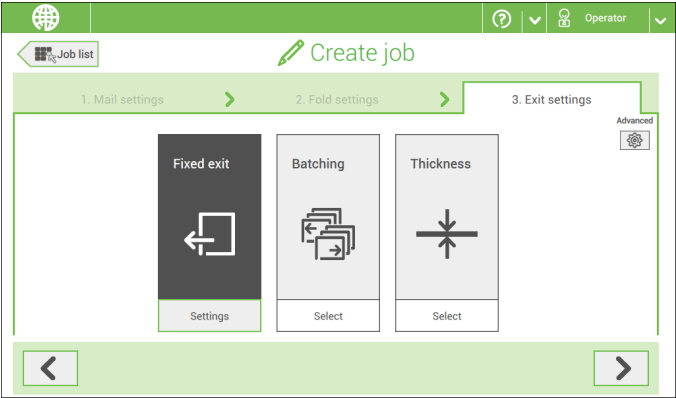 Operator
Job list
Create job
1. Mail settings
2. Fold settings
3. Exit settings
Advanced
Fixed exit
Batching
Thickness
Settings
Select
Select